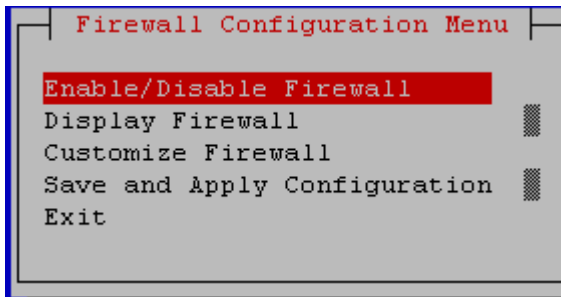 Firewall Configuration Menu
Enable/Disable Firewall
Display Firewall
Customize Firewall
Save and Apply Configuration
Exit